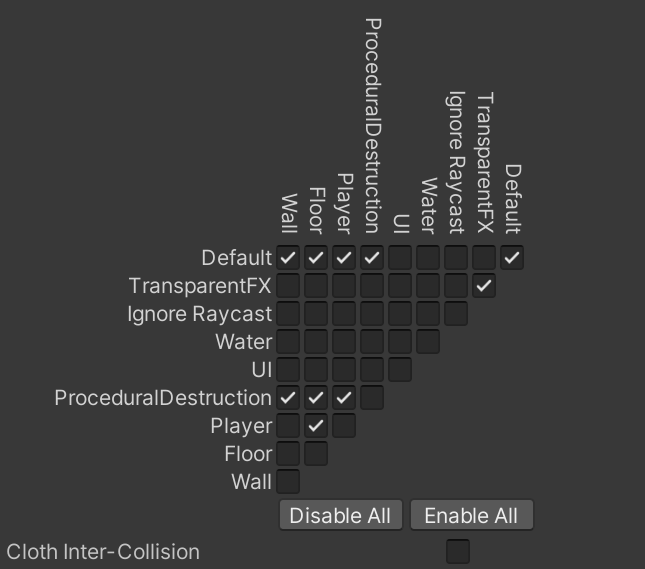 Wall
Floor
Player
ProceduralDestruction
UI
Water
Ignore Raycast
TransparentFX
Default
Default
TransparentFX
Ignore Raycast
Water
UI
ProceduralDestruction
Player
Floor
Wall
Disable All
Enable All
Cloth Inter-Collision